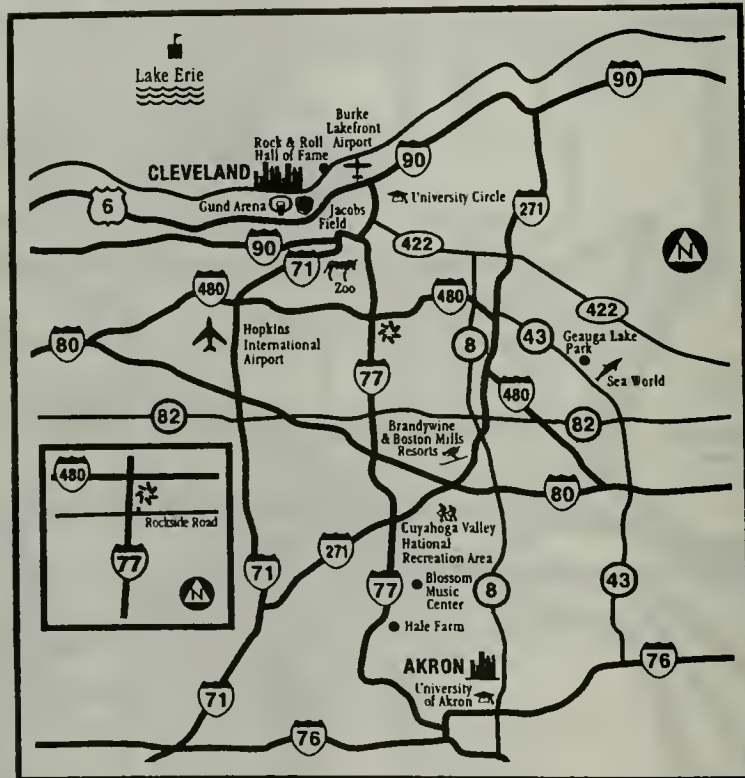 Lake Erie
90
Burke
Lakefront
Airport
Rock & Roll
Hall of Fame
CLEVELAND
90
6
Gund Arena
University Circle
Jacobs
Field
271
N
90
422
71
Zoo
480
480
422
80
Hopkins
International
Airport
8
43
Geauga Lake
Park
Sea World
77
480
82
82
Brandywine
& Boston Mills
Resorts
480
Rockside Road
77
N
80
271
Cuyahoga Valley
National
Recreation Area
71
77
Blossom
Music
Center
8
43
Hale Farm
AKRON
76
University
of Akron
71
76